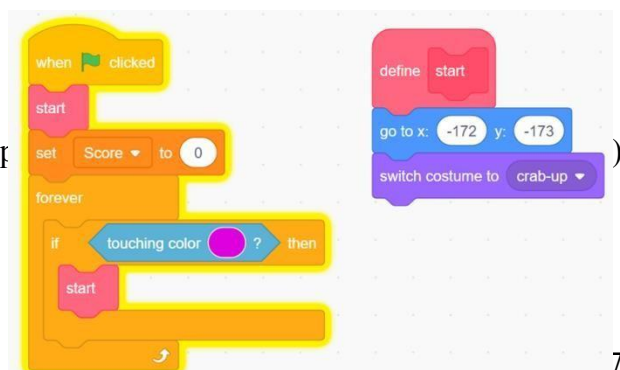 when clicked
start
set Score to 0
forever
if touching color ? then
start
define start
go to x: -172 y: -173
switch costume to crab-up
)
7